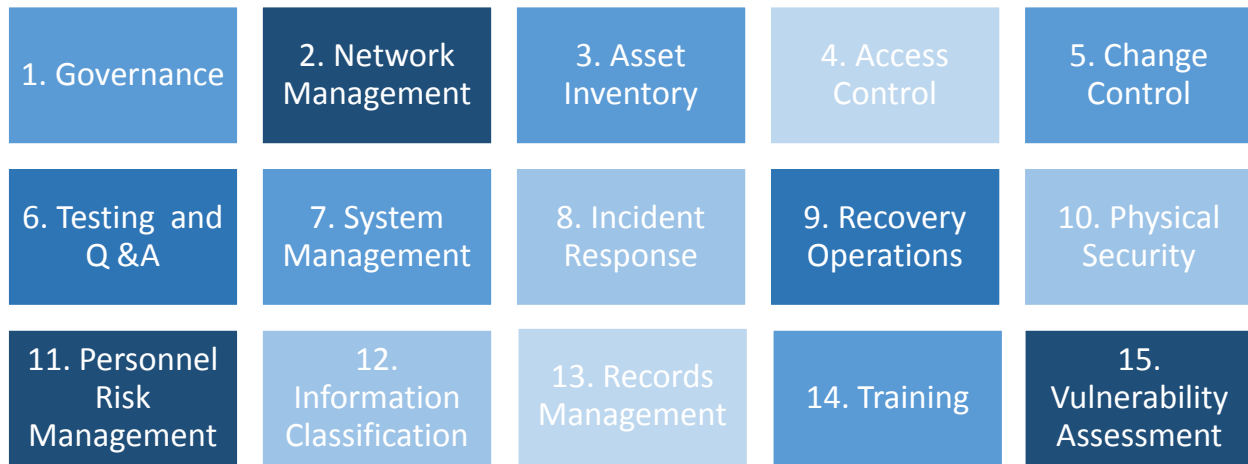 1. Governance
2. Network
Management
3. Asset
Inventory
4. Access
Control
5. Change
Control
6. Testing and
Q &A
7. System
Management
8. Incident
Response
9. Recovery
Operations
10. Physical
Security
11. Personnel
Risk
Management
12.
Information
Classification
13. Records
Management
14. Training
15.
Vulnerability
Assessment